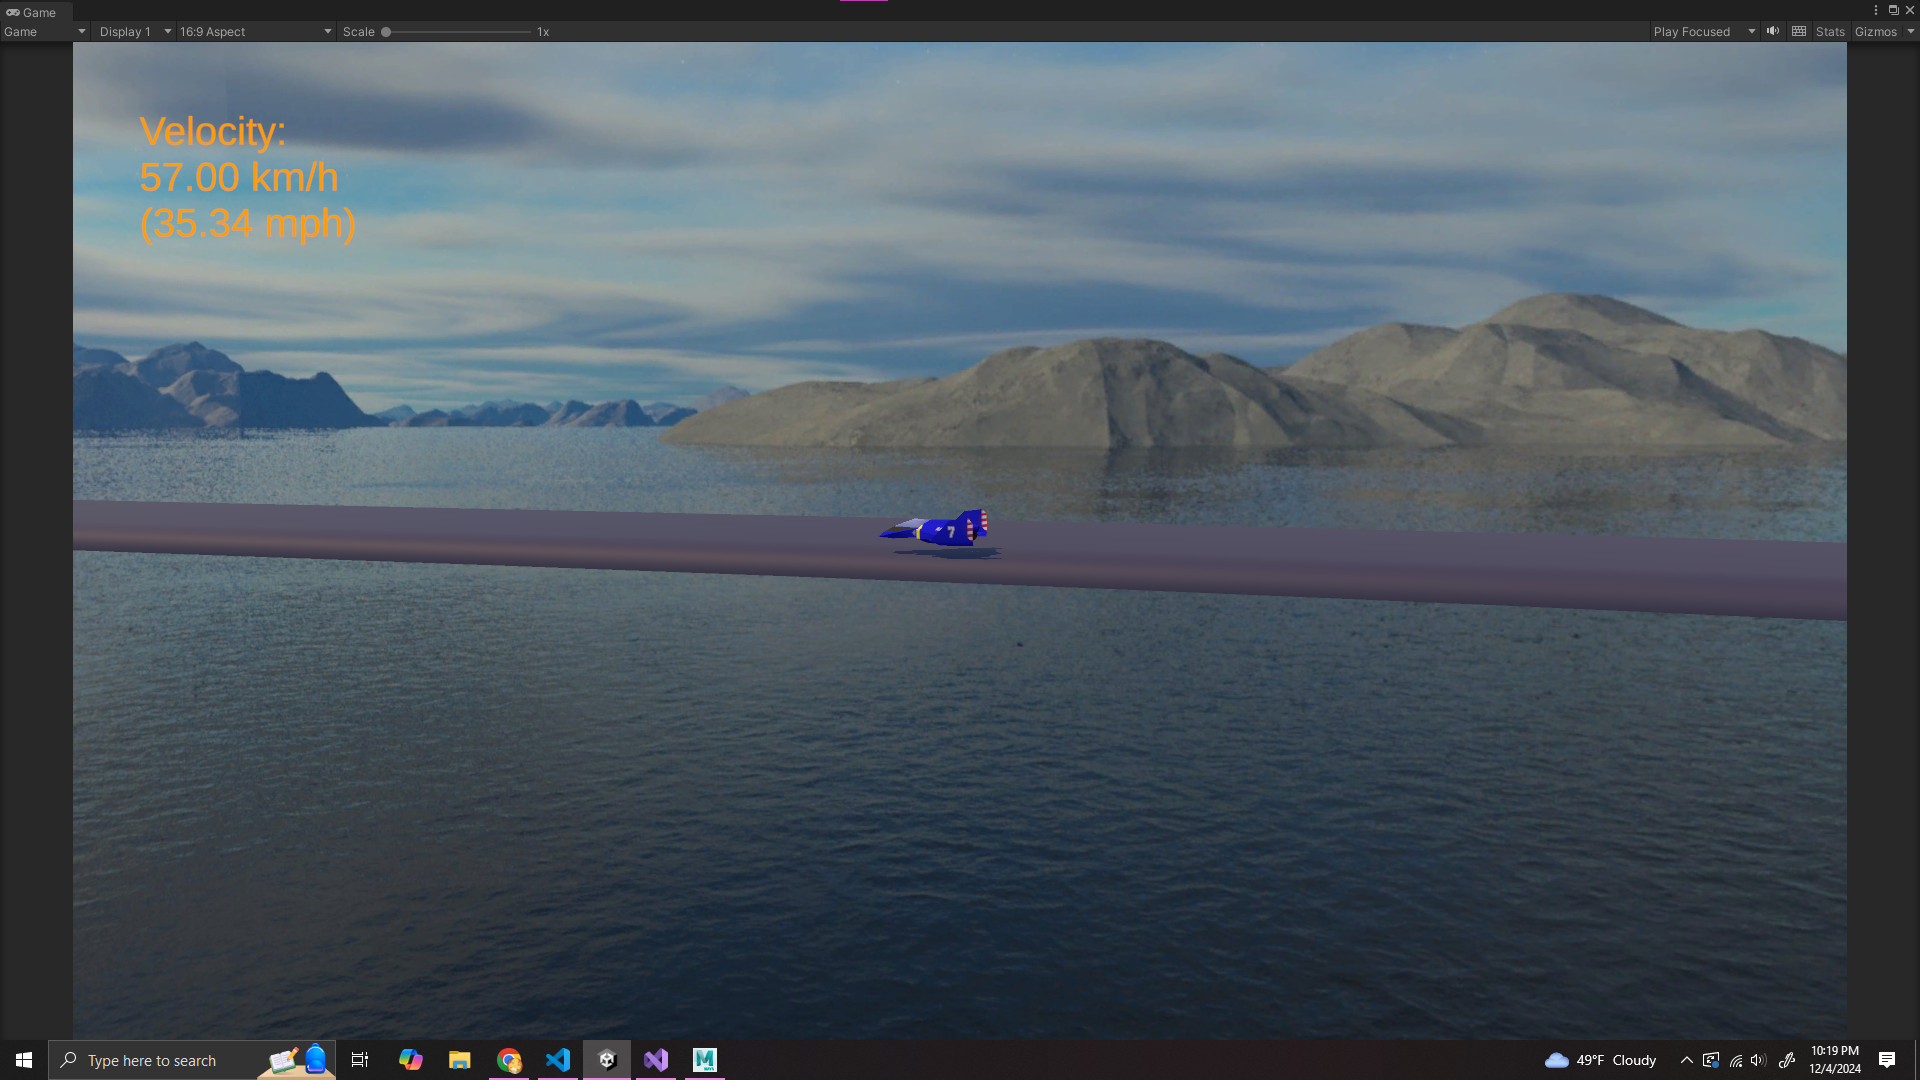 Game
Game
Display 1
16:9 Aspect
Scale
1x
Play Focused
Stats
Gizmos
Velocity:
57.00 km/h
(35.34 mph)
7
Type here to search
49°F Cloudy
10:19 PM
12/4/2024